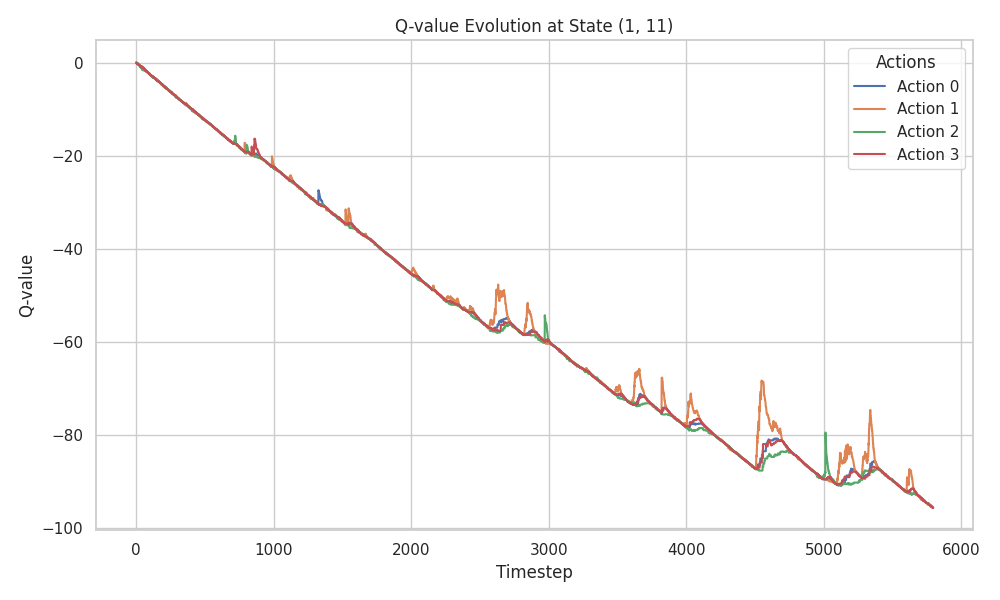 Q-value Evolution at State (1, 11)
Actions
Action 0
Action 1
Action 2
Action 3
Q-value
0
−20
−40
−60
−80
−100
0 1000 2000 3000 4000 5000 6000
Timestep